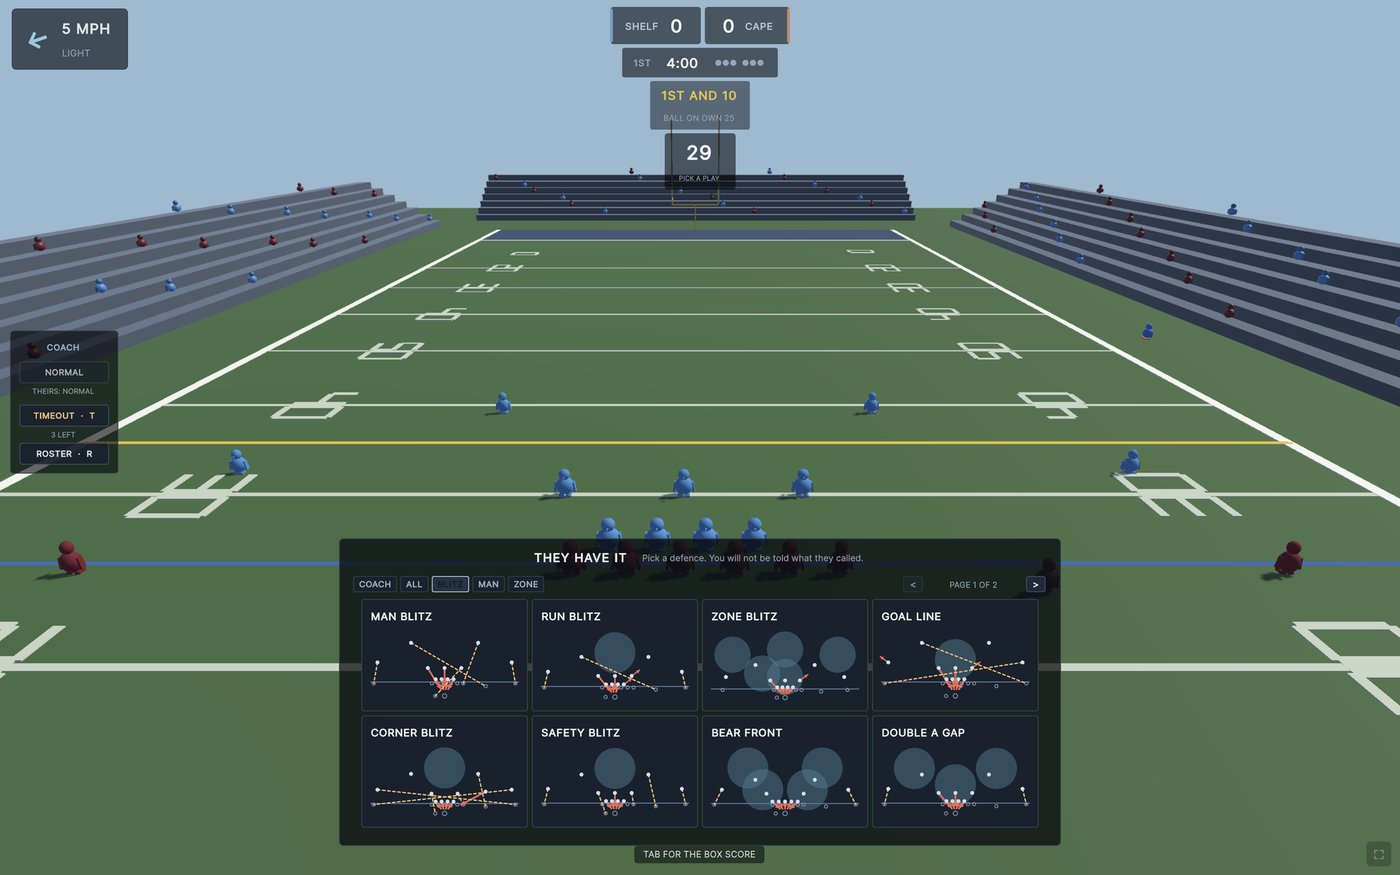 5 MPH
LIGHT
SHELF 0
0 CAPE
1ST 4:00
1ST AND 10
BALL ON OWN 25
29
PICK A PLAY
COACH
NORMAL
THEIRS: NORMAL
TIMEOUT · T
3 LEFT
ROSTER · R
THEY HAVE IT Pick a defence. You will not be told what they called.
COACH ALL BLITZ MAN ZONE < PAGE 1 OF 2 >
MAN BLITZ
RUN BLITZ
ZONE BLITZ
GOAL LINE
CORNER BLITZ
SAFETY BLITZ
BEAR FRONT
DOUBLE A GAP
TAB FOR THE BOX SCORE